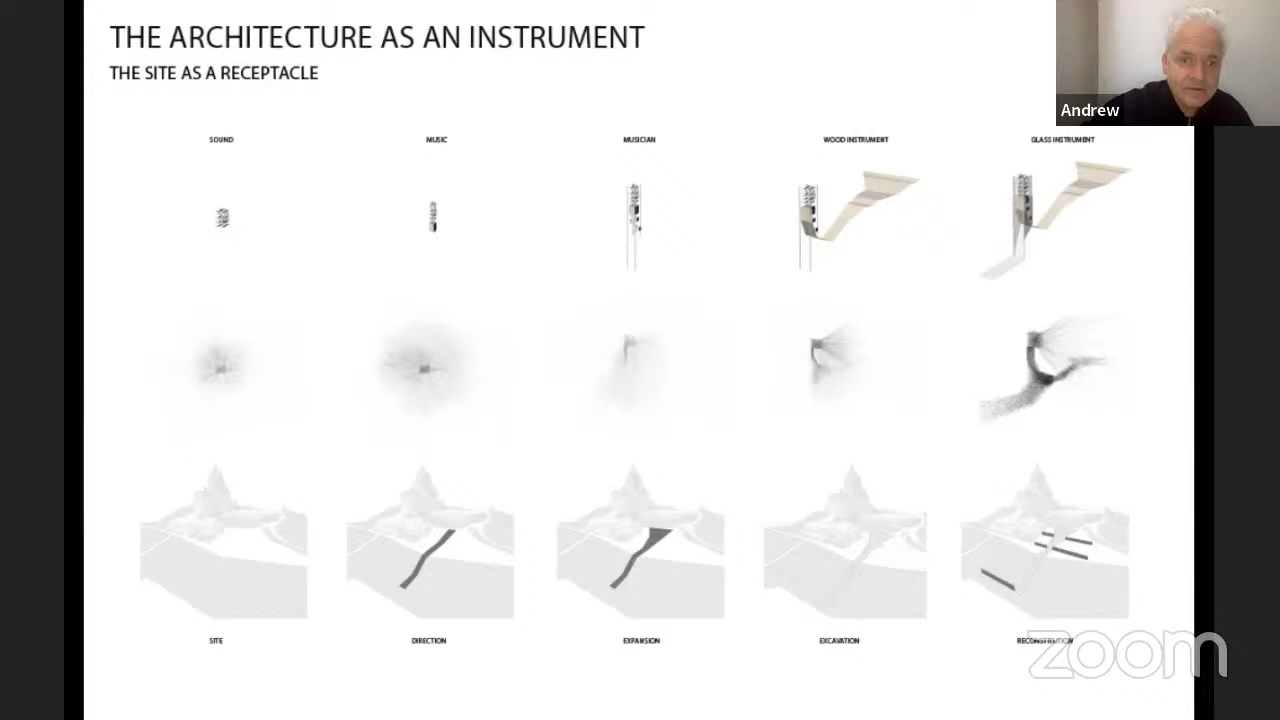 THE ARCHITECTURE AS AN INSTRUMENT
THE SITE AS A RECEPTACLE
Andrew
SOUND
MUSIC
MUSICIAN
WOOD INSTRUMENT
GLASS INSTRUMENT
SITE
DIRECTION
EXPANSION
EXCAVATION
RECONSTRUTION
zoom